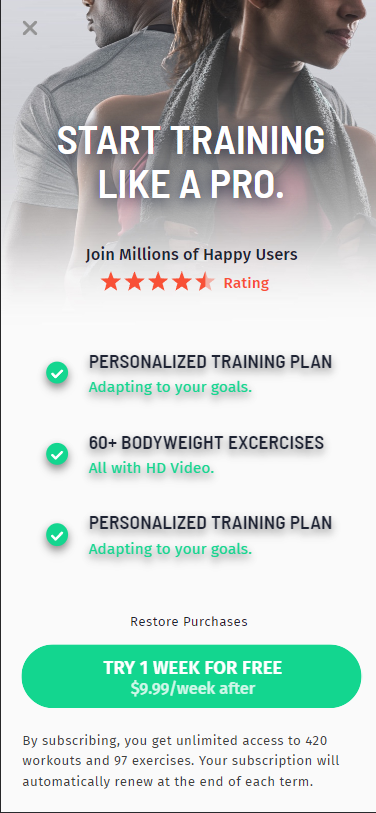 START TRAINING
LIKE A PRO.
Join Millions of Happy Users
Rating
PERSONALIZED TRAINING PLAN
Adapting to your goals.
60+ BODYWEIGHT EXCERCISES
All with HD Video.
PERSONALIZED TRAINING PLAN
Adapting to your goals.
Restore Purchases
TRY 1 WEEK FOR FREE
$9.99/week after
By subscribing, you get unlimited access to 420
workouts and 97 exercises. Your subscription will
automatically renew at the end of each term.